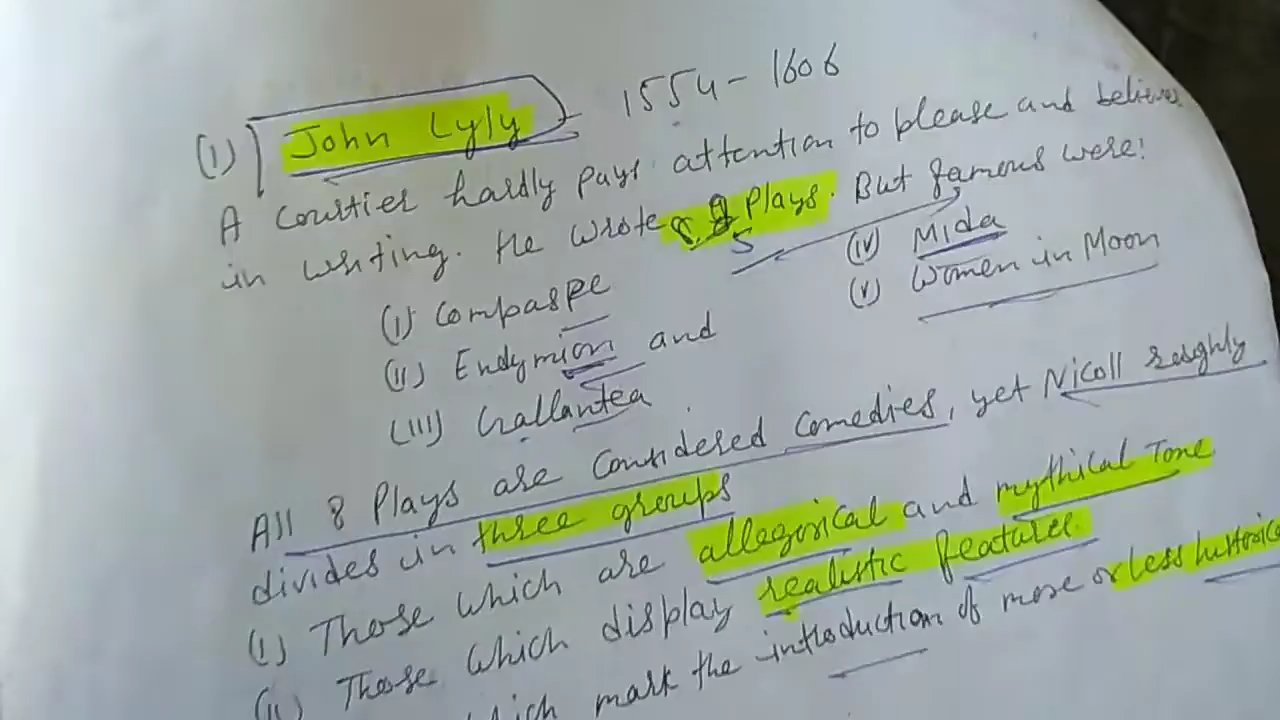 (I) John Lyly 1554 - 1606
A Courtier hardly pays attention to please and believes
in writing. He wrote 8 Plays. But famous were:
5
(I) Compaspe
(II) Endymion and
(III) Gallantea
(IV) Mida
(V) Women in Moon
All 8 Plays are Considered Comedies, yet Nicoll roughly
divides in three groups
(I) Those which are allegorical and mythical Tone.
(II) Those which display realistic features.
which mark the introduction of more or less historica